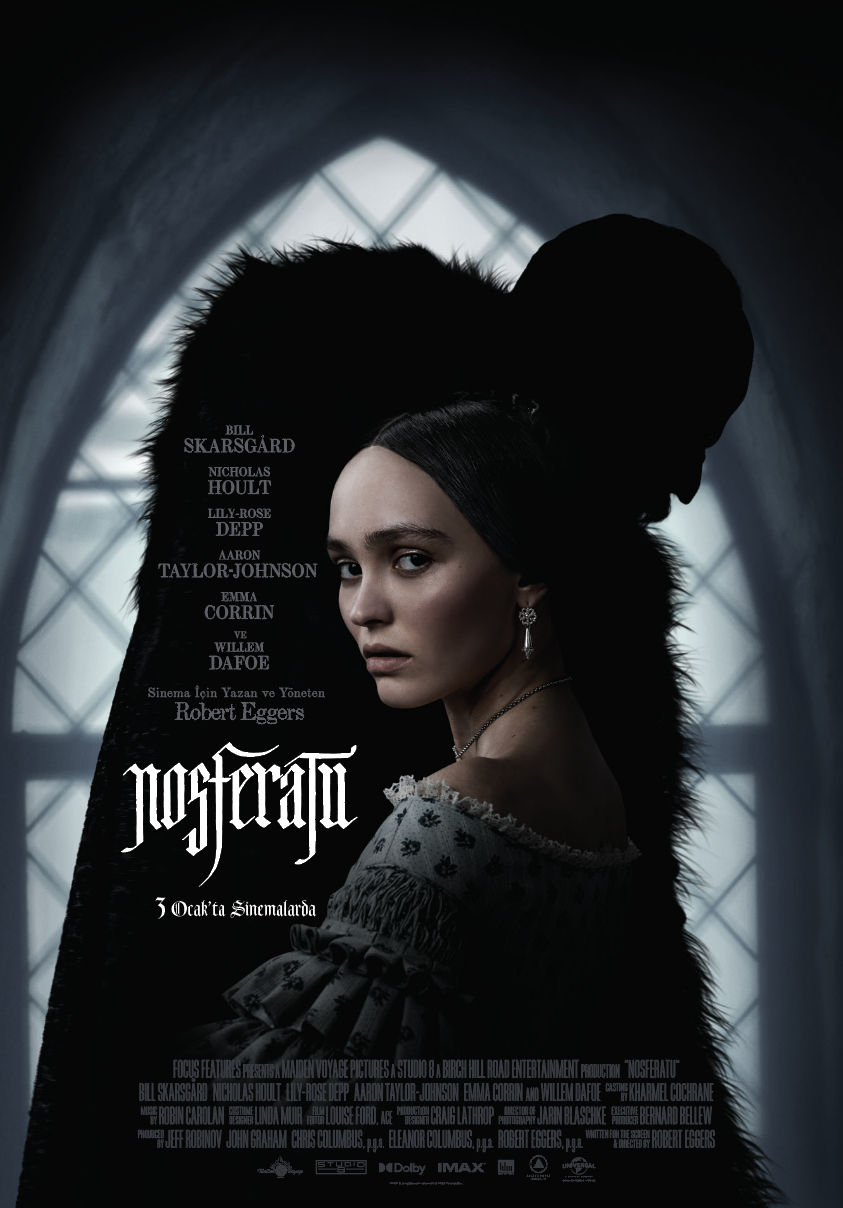 BILL
SKARSGÅRD
NICHOLAS
HOULT
LILY-ROSE
DEPP
AARON
TAYLOR-JOHNSON
EMMA
CORRIN
VE
WILLEM
DAFOE
Sinema İçin Yazan ve Yöneten
Robert Eggers
nosferatu
3 Ocak'ta Sinemalarda
FOCUS FEATURES PRESENTS A MAIDEN VOYAGE PICTURES A STUDIO 8 A BIRCH HILL ROAD ENTERTAINMENT PRODUCTION "NOSFERATU"
BILL SKARSGÅRD NICHOLAS HOULT LILY-ROSE DEPP AARON TAYLOR-JOHNSON EMMA CORRIN AND WILLEM DAFOE CASTING BY KHARMEL COCHRANE
MUSIC BY ROBIN CAROLAN COSTUME DESIGNER LINDA MUIR FILM EDITOR LOUISE FORD, ACE PRODUCTION DESIGNER CRAIG LATHROP DIRECTOR OF PHOTOGRAPHY JARIN BLASCHKE EXECUTIVE PRODUCER BERNARD BELLEW
PRODUCED BY JEFF ROBINOV JOHN GRAHAM CHRIS COLUMBUS, p.g.a. ELEANOR COLUMBUS, p.g.a. ROBERT EGGERS, p.g.a. WRITTEN FOR THE SCREEN & DIRECTED BY ROBERT EGGERS
STUDIO 8 Dolby IMAX UNIVERSAL